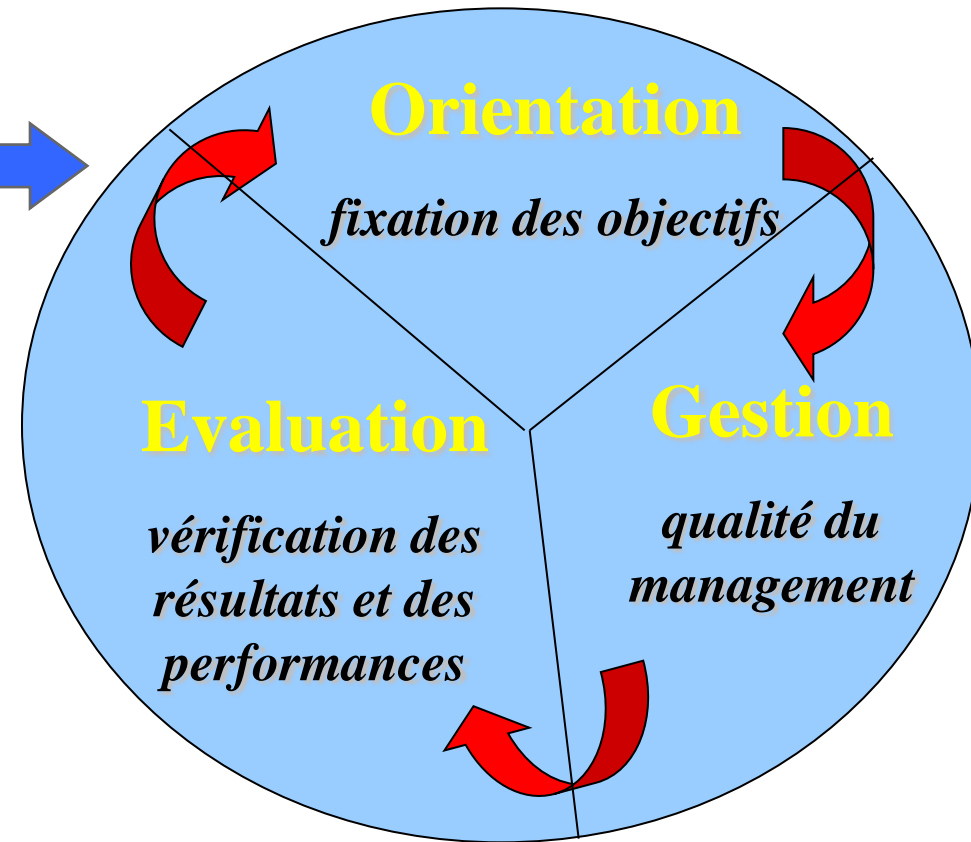 Orientation
fixation des objectifs
Evaluation
vérification des
résultats et des
performances
Gestion
qualité du
management